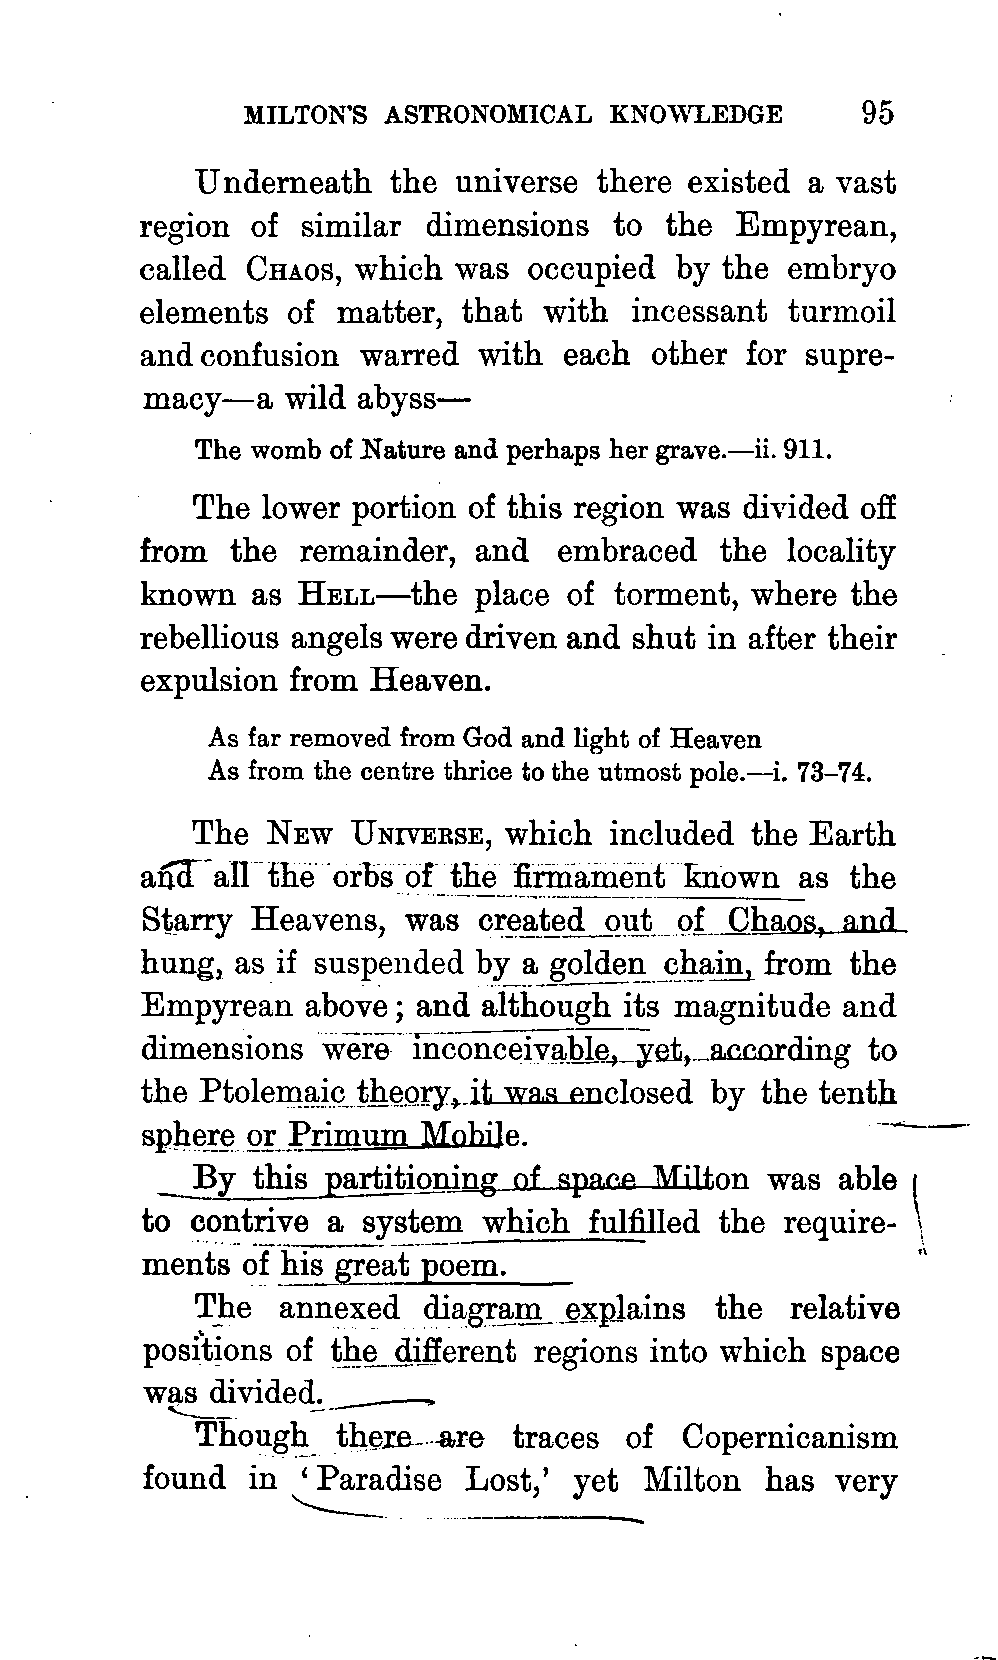 MILTON'S ASTRONOMICAL KNOWLEDGE 95
Underneath the universe there existed a vast
region of similar dimensions to the Empyrean,
called CHAOS, which was occupied by the embryo
elements of matter, that with incessant turmoil
and confusion warred with each other for supre-
macy—a wild abyss—
The womb of Nature and perhaps her grave.—ii. 911.
The lower portion of this region was divided off
from the remainder, and embraced the locality
known as HELL—the place of torment, where the
rebellious angels were driven and shut in after their
expulsion from Heaven.
As far removed from God and light of Heaven
As from the centre thrice to the utmost pole.—i. 73–74.
The NEW UNIVERSE, which included the Earth
and all the orbs of the firmament known as the
Starry Heavens, was created out of Chaos, and
hung, as if suspended by a golden chain, from the
Empyrean above; and although its magnitude and
dimensions were inconceivable, yet, according to
the Ptolemaic theory, it was enclosed by the tenth
sphere or Primum Mobile.
By this partitioning of space Milton was able
to contrive a system which fulfilled the require-
ments of his great poem.
The annexed diagram explains the relative
positions of the different regions into which space
was divided.
Though there are traces of Copernicanism
found in 'Paradise Lost,' yet Milton has very